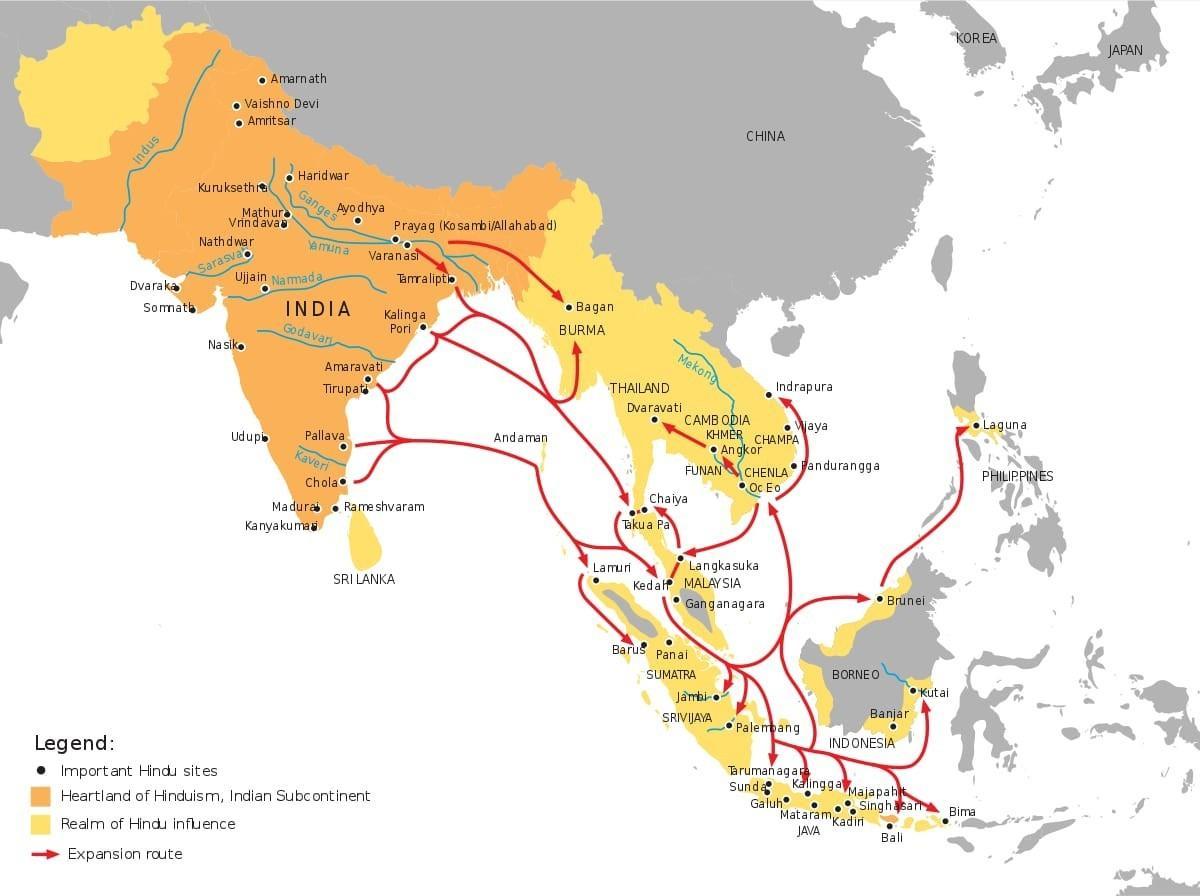 KOREA
JAPAN
CHINA
Amarnath
Vaishno Devi
Amritsar
Indus
Haridwar
Kuruksethra
Ganges
Ayodhya
Mathura
Vrindavan
Prayag (Kosambi/Allahabad)
Yamuna
Varanasi
Nathdwar
Sarasvati
Tamralipti
Ujjain
Narmada
Dvaraka
Somnath
INDIA
Bagan
BURMA
Kalinga
Pori
Godavari
Nasik
Mekong
Amaravati
Tirupati
THAILAND
Indrapura
Dvaravati
CAMBODIA
KHMER
Vijaya
CHAMPA
Laguna
Udupi
Pallava
Andaman
Angkor
Kaveri
FUNAN
CHENLA
Pandurangga
PHILIPPINES
Chola
Oc Eo
Madurai
Rameshvaram
Chaiya
Kanyakumari
Takua Pa
SRI LANKA
Lamuri
Langkasuka
Kedah
MALAYSIA
Ganganagara
Brunei
Barus
Panai
SUMATRA
BORNEO
Jambi
Kutai
SRIVIJAYA
Palembang
Banjar
INDONESIA
Tarumanagara
Sunda
Kalingga
Majapahit
Galuh
Singhasari
Mataram
Kadiri
Bima
JAVA
Bali
Legend:
Important Hindu sites
Heartland of Hinduism, Indian Subcontinent
Realm of Hindu influence
Expansion route